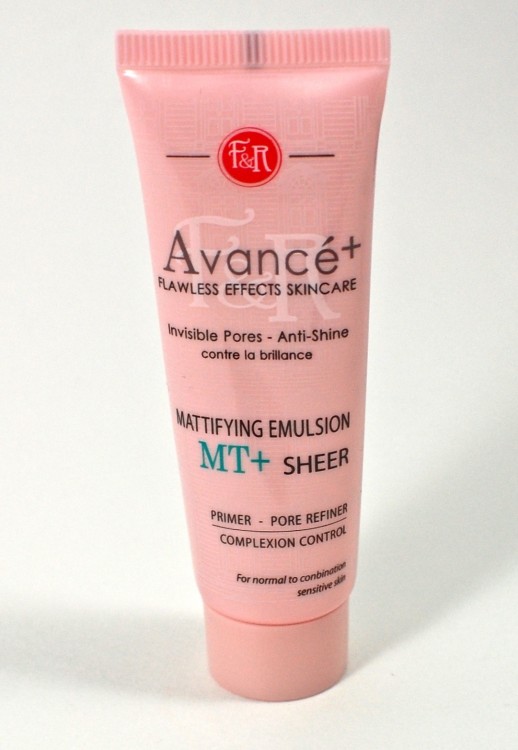 F&R
Avancé+
FLAWLESS EFFECTS SKINCARE
Invisible Pores - Anti-Shine
contre la brillance
MATTIFYING EMULSION
MT+ SHEER
PRIMER - PORE REFINER
COMPLEXION CONTROL
For normal to conbination
sensitive skin